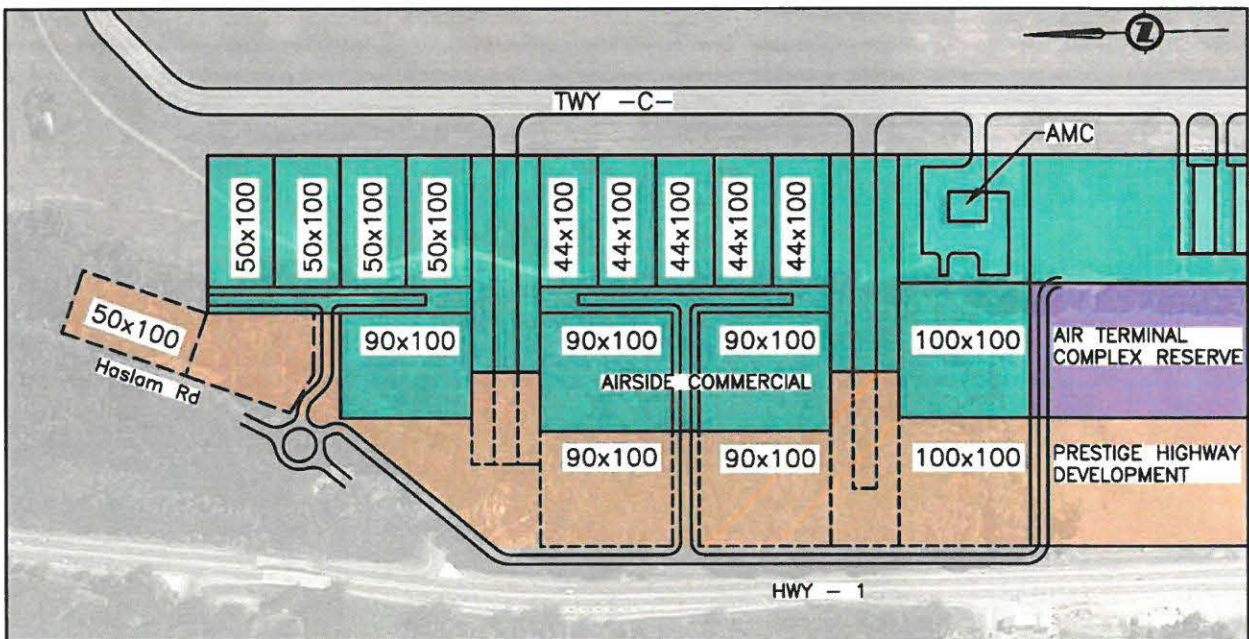 Z
TWY -C-
AMC
50x100
50x100
50x100
50x100
44x100
44x100
44x100
44x100
44x100
50x100
Haslam Rd
90x100
90x100
90x100
100x100
AIR TERMINAL
COMPLEX RESERVE
AIRSIDE COMMERCIAL
90x100
90x100
100x100
PRESTIGE HIGHWAY
DEVELOPMENT
HWY - 1